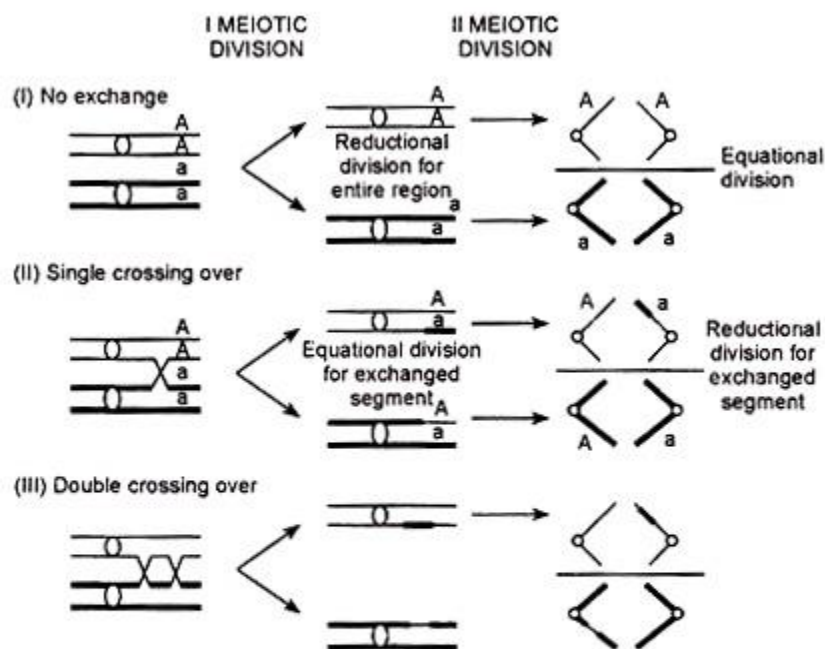 I MEIOTIC
DIVISION
II MEIOTIC
DIVISION
(I) No exchange
A
A
a
a
A
A
Reductional
division for
entire region
a
a
A
A
Equational
division
a
a
(II) Single crossing over
A
A
a
a
A
a
Equational division
for exchanged
segment
A
a
A
a
Reductional
division for
exchanged
segment
A
a
(III) Double crossing over